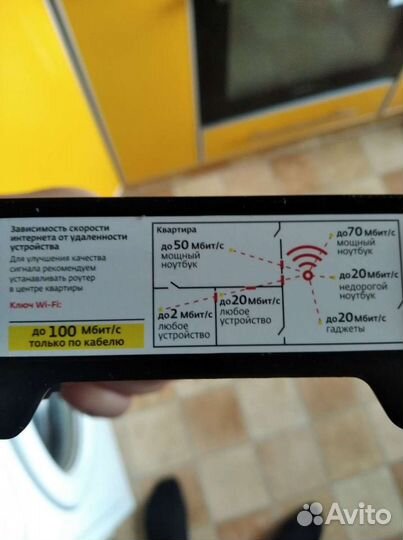 Зависимость скорости
интернета от удаленности
устройства
Для улучшения качества
сигнала рекомендуем
устанавливать роутер
в центре квартиры
Ключ Wi-Fi:
до 100 Мбит/с
только по кабелю
Квартира
до 50 Мбит/с
мощный
ноутбук
до 2 Мбит/с
любое
устройство
до 20 Мбит/с
любое
устройство
до 70 Мбит/с
мощный
ноутбук
до 20 Мбит/с
недорогой
ноутбук
до 20 Мбит/с
гаджеты
Avito